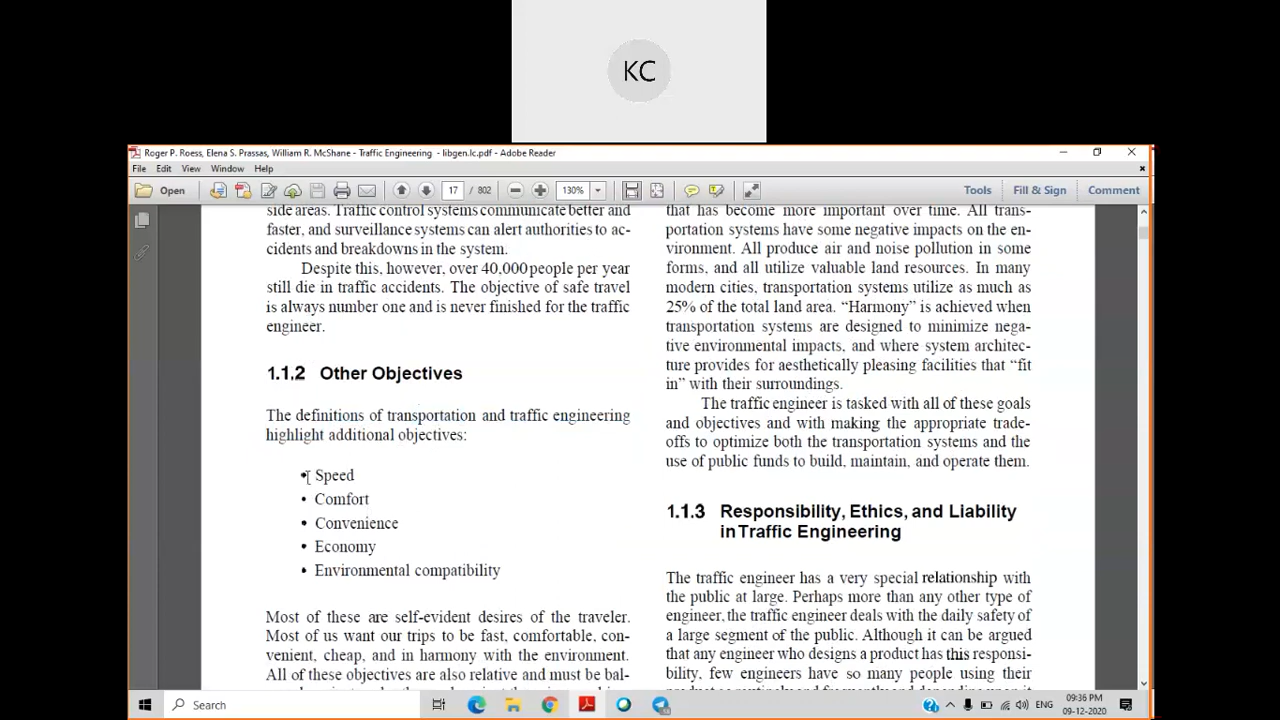 KC
Roger P. Roess, Elena S. Prassas, William R. McShane - Traffic Engineering - libgen.lc.pdf - Adobe Reader
File Edit View Window Help
Open 17 / 802 130% Tools Fill & Sign Comment
side areas. Traffic control systems communicate better and
faster, and surveillance systems can alert authorities to ac-
cidents and breakdowns in the system.
Despite this, however, over 40,000 people per year
still die in traffic accidents. The objective of safe travel
is always number one and is never finished for the traffic
engineer.
1.1.2 Other Objectives
The definitions of transportation and traffic engineering
highlight additional objectives:
• Speed
• Comfort
• Convenience
• Economy
• Environmental compatibility
Most of these are self-evident desires of the traveler.
Most of us want our trips to be fast, comfortable, con-
venient, cheap, and in harmony with the environment.
All of these objectives are also relative and must be bal-
that has become more important over time. All trans-
portation systems have some negative impacts on the en-
vironment. All produce air and noise pollution in some
forms, and all utilize valuable land resources. In many
modern cities, transportation systems utilize as much as
25% of the total land area. “Harmony” is achieved when
transportation systems are designed to minimize nega-
tive environmental impacts, and where system architec-
ture provides for aesthetically pleasing facilities that “fit
in” with their surroundings.
The traffic engineer is tasked with all of these goals
and objectives and with making the appropriate trade-
offs to optimize both the transportation systems and the
use of public funds to build, maintain, and operate them.
1.1.3 Responsibility, Ethics, and Liability
in Traffic Engineering
The traffic engineer has a very special relationship with
the public at large. Perhaps more than any other type of
engineer, the traffic engineer deals with the daily safety of
a large segment of the public. Although it can be argued
that any engineer who designs a product has this responsi-
bility, few engineers have so many people using their
Search
ENG
09:36 PM
09-12-2020